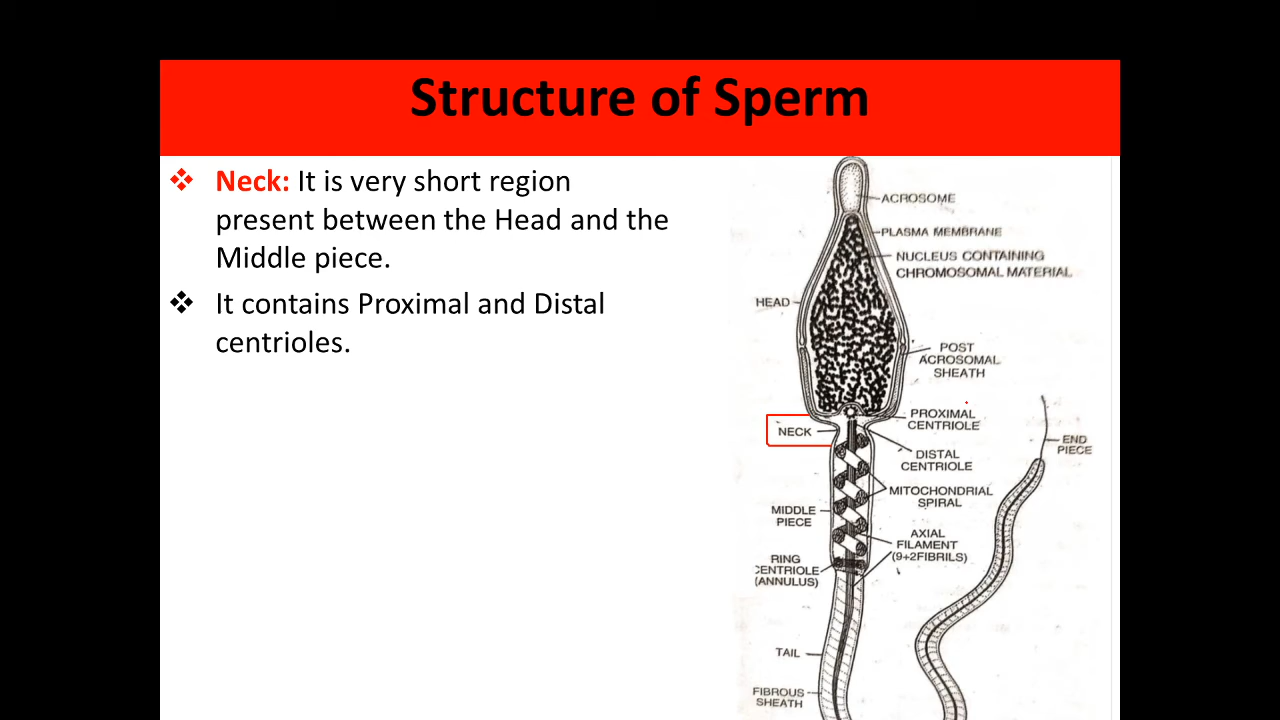 Structure of Sperm
❖ Neck: It is very short region
present between the Head and the
Middle piece.
❖ It contains Proximal and Distal
centrioles.
ACROSOME
PLASMA MEMBRANE
NUCLEUS CONTAINING
CHROMOSOMAL MATERIAL
HEAD
POST
ACROSOMAL
SHEATH
PROXIMAL
CENTRIOLE
NECK
END
PIECE
DISTAL
CENTRIOLE
MITOCHONDRIAL
SPIRAL
MIDDLE
PIECE
AXIAL
FILAMENT
(9+2FIBRILS)
RING
CENTRIOLE
(ANNULUS)
TAIL
FIBROUS
SHEATH